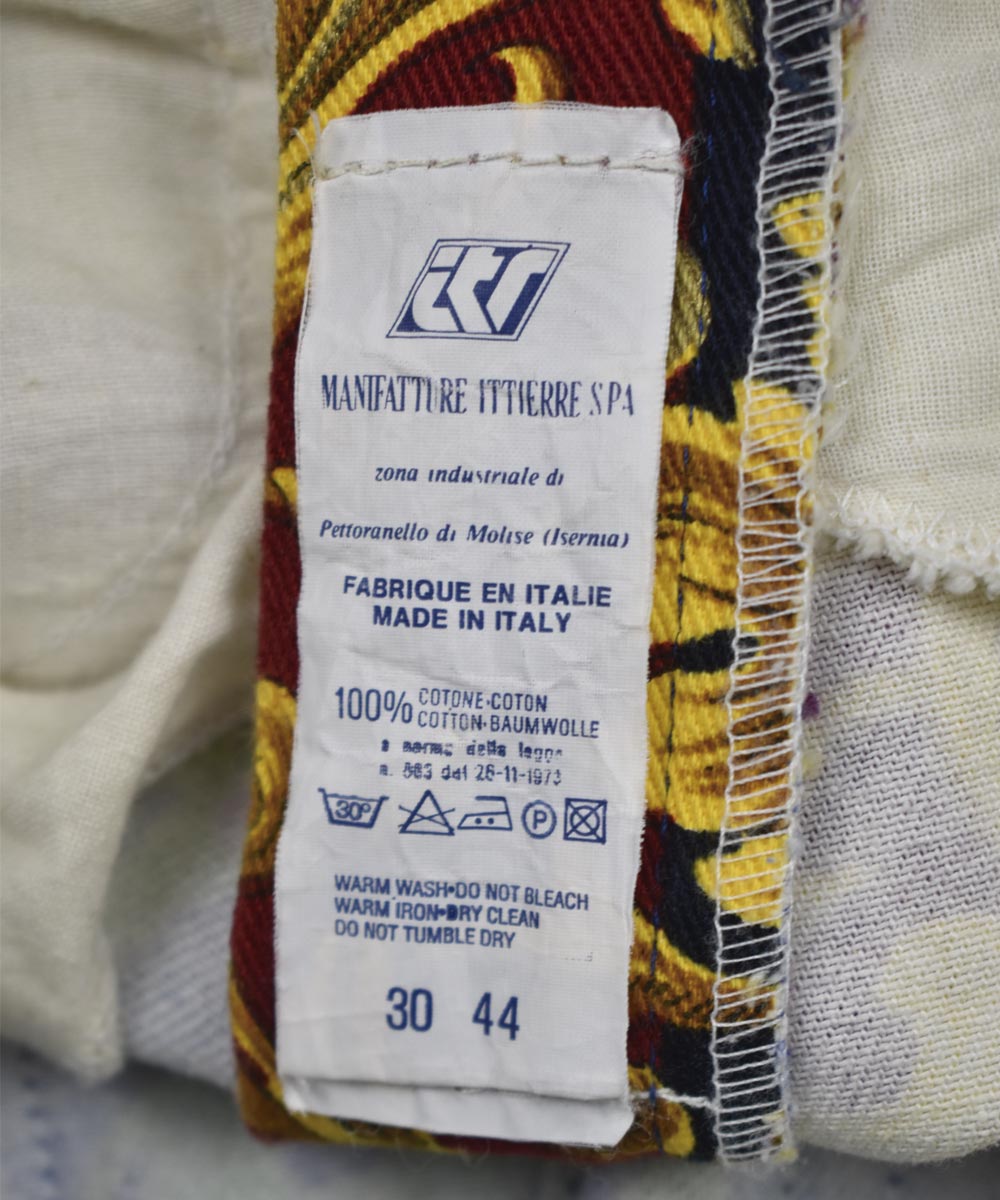 itr
MANIFATTURE ITTIERRE SPA
zona industriale di
Pettoranello di Molise (Isernia)
FABRIQUE EN ITALIE
MADE IN ITALY
100% COTONE·COTON
COTTON·BAUMWOLLE
a norma della legge
n. 883 del 26-11-1973
30° P
WARM WASH•DO NOT BLEACH
WARM IRON•DRY CLEAN
DO NOT TUMBLE DRY
30 44